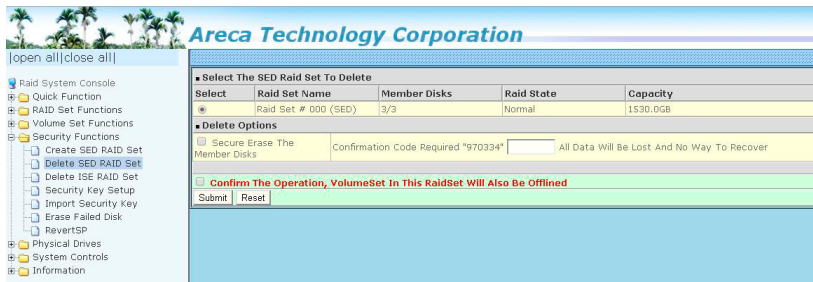 Areca Technology Corporation
|open all|close all|
Raid System Console
Quick Function
RAID Set Functions
Volume Set Functions
Security Functions
Create SED RAID Set
Delete SED RAID Set
Delete ISE RAID Set
Security Key Setup
Import Security Key
Erase Failed Disk
RevertSP
Physical Drives
System Controls
Information
Select The SED Raid Set To Delete
Select Raid Set Name Member Disks Raid State Capacity
Raid Set # 000 (SED) 3/3 Normal 1530.0GB
Delete Options
Secure Erase The Member Disks Confirmation Code Required "970334" All Data Will Be Lost And No Way To Recover
Confirm The Operation, VolumeSet In This RaidSet Will Also Be Offlined
Submit Reset